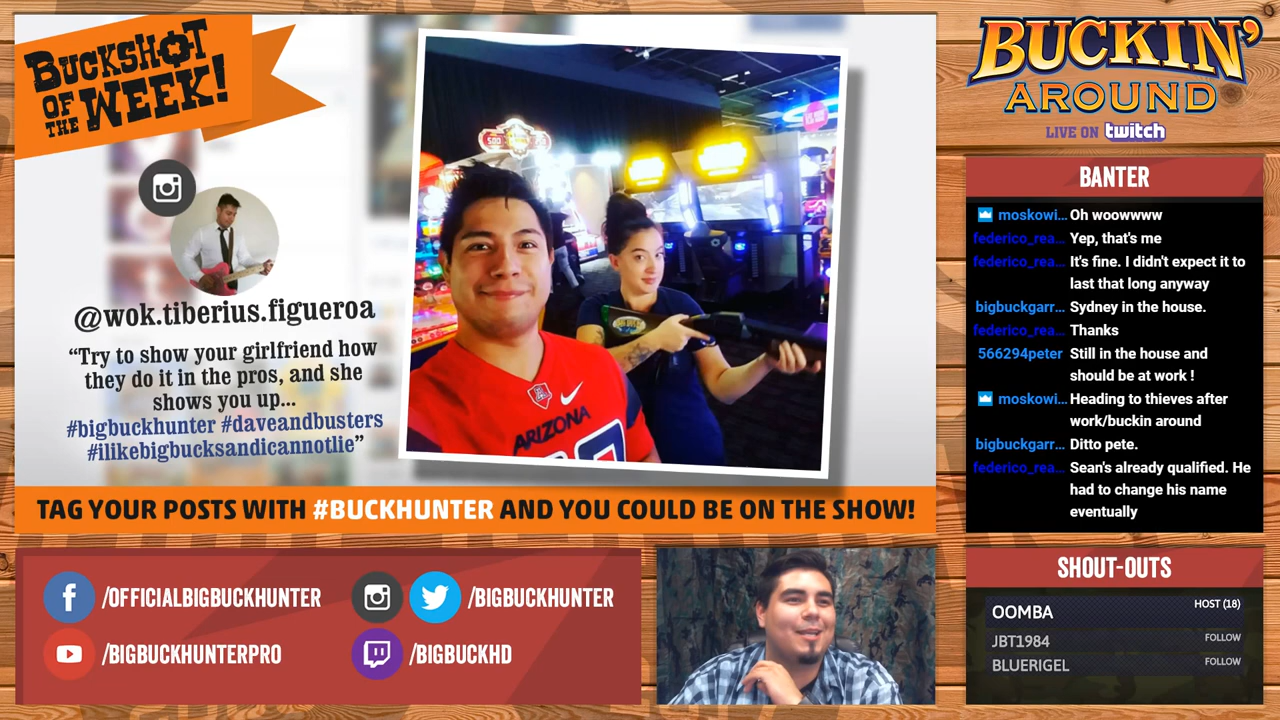 BUCKSHOT
OF THE WEEK!
@wok.tiberius.figueroa
“Try to show your girlfriend how
they do it in the pros, and she
shows you up...
#bigbuckhunter #daveandbusters
#ilikebigbucksandicannotlie”
ARIZONA
TAG YOUR POSTS WITH #BUCKHUNTER AND YOU COULD BE ON THE SHOW!
/OFFICIALBIGBUCKHUNTER
/BIGBUCKHUNTER
/BIGBUCKHUNTERPRO
/BIGBUCKHD
BUCKIN’
AROUND
LIVE ON twitch
BANTER
moskowi... Oh woowwww
federico_rea... Yep, that's me
federico_rea... It's fine. I didn't expect it to
last that long anyway
bigbuckgarr... Sydney in the house.
federico_rea... Thanks
566294peter Still in the house and
should be at work !
moskowi... Heading to thieves after
work/buckin around
bigbuckgarr... Ditto pete.
federico_rea... Sean's already qualified. He
had to change his name
eventually
SHOUT-OUTS
OOMBA HOST (18)
JBT1984 FOLLOW
BLUERIGEL FOLLOW